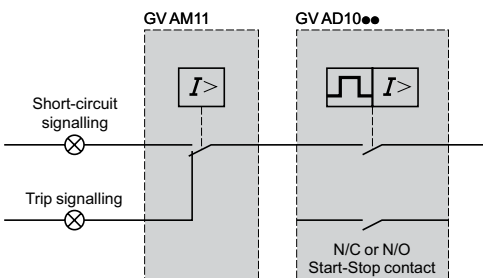 GV AM11
GV AD10●●
I>
I>
Short-circuit
signalling
Trip signalling
N/C or N/O
Start-Stop contact